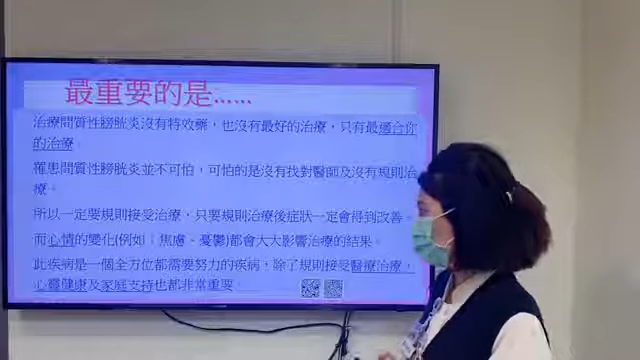 最重要的是......
治療間質性膀胱炎沒有特效藥，也沒有最好的治療，只有最適合你
的治療。
罹患間質性膀胱炎並不可怕，可怕的是沒有找對醫師及沒有規則治
療。
所以一定要規則接受治療，只要規則治療後症狀一定會得到改善。
而心情的變化(例如：焦慮、憂鬱)都會大大影響治療的結果。
此疾病是一個全方位都需要努力的疾病，除了規則接受醫療治療，
心靈健康及家庭支持也都非常重要。